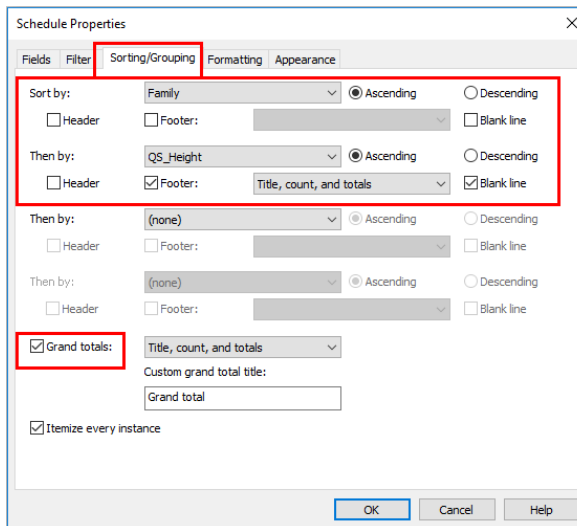 Schedule Properties
Fields Filter Sorting/Grouping Formatting Appearance
Sort by: Family Ascending Descending
Header Footer: Blank line
Then by: QS_Height Ascending Descending
Header Footer: Title, count, and totals Blank line
Then by: (none) Ascending Descending
Header Footer: Blank line
Then by: (none) Ascending Descending
Header Footer: Blank line
Grand totals: Title, count, and totals
Custom grand total title:
Grand total
Itemize every instance
OK Cancel Help